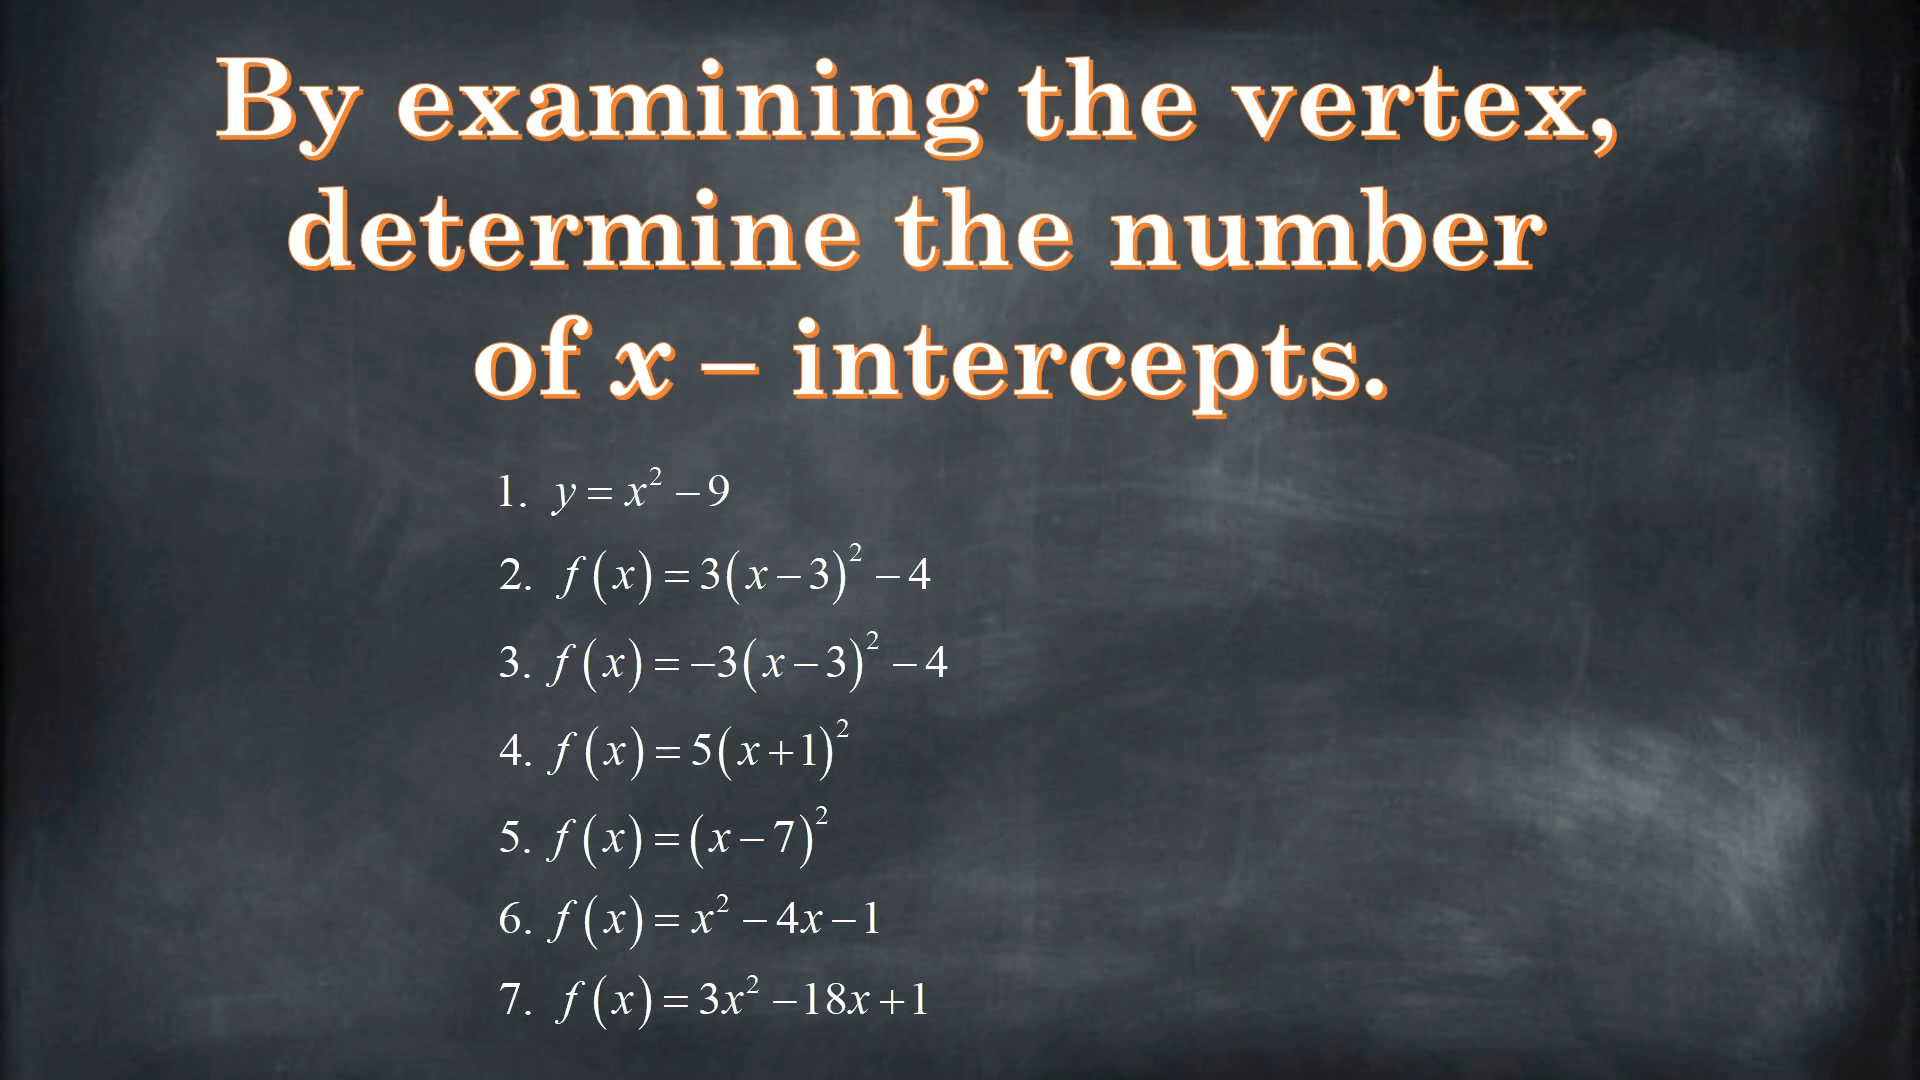 By examining the vertex,
determine the number
of x – intercepts.
1. y = x² – 9
2. f(x) = 3(x – 3)² – 4
3. f(x) = –3(x – 3)² – 4
4. f(x) = 5(x + 1)²
5. f(x) = (x – 7)²
6. f(x) = x² – 4x – 1
7. f(x) = 3x² – 18x + 1